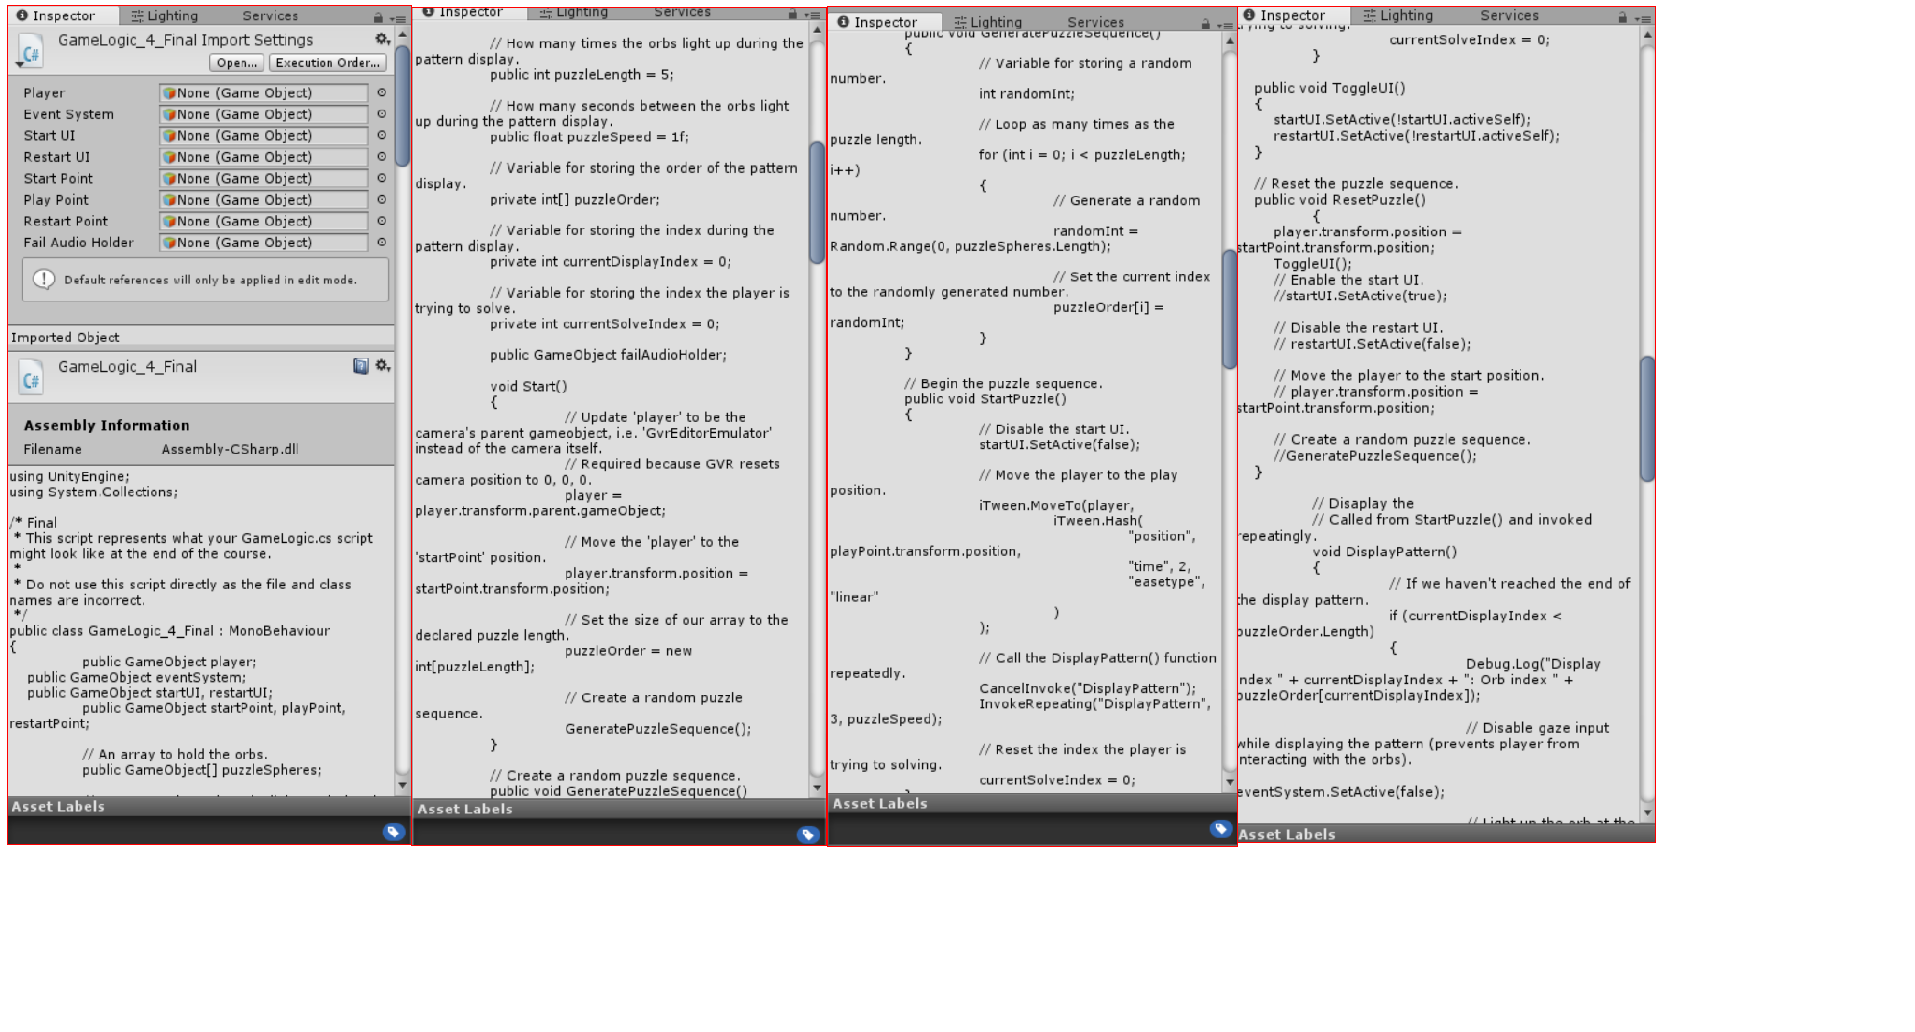 Inspector
Lighting
Services
GameLogic_4_Final Import Settings
Open...
Execution Order...
Player
None (Game Object)
Event System
None (Game Object)
Start UI
None (Game Object)
Restart UI
None (Game Object)
Start Point
None (Game Object)
Play Point
None (Game Object)
Restart Point
None (Game Object)
Fail Audio Holder
None (Game Object)
Default references will only be applied in edit mode.
Imported Object
GameLogic_4_Final
Assembly Information
Filename
Assembly-CSharp.dll
using UnityEngine;
using System.Collections;
/* Final
* This script represents what your GameLogic.cs script
might look like at the end of the course.
*
* Do not use this script directly as the file and class
names are incorrect.
*/
public class GameLogic_4_Final : MonoBehaviour
{
public GameObject player;
public GameObject eventSystem;
public GameObject startUI, restartUI;
public GameObject startPoint, playPoint,
restartPoint;
// An array to hold the orbs.
public GameObject[] puzzleSpheres;
Asset Labels
Inspector
Lighting
Services
// How many times the orbs light up during the
pattern display.
public int puzzleLength = 5;
// How many seconds between the orbs light
up during the pattern display.
public float puzzleSpeed = 1f;
// Variable for storing the order of the pattern
display.
private int[] puzzleOrder;
// Variable for storing the index during the
pattern display.
private int currentDisplayIndex = 0;
// Variable for storing the index the player is
trying to solve.
private int currentSolveIndex = 0;
public GameObject failAudioHolder;
void Start()
{
// Update 'player' to be the
camera's parent gameobject, i.e. 'GvrEditorEmulator'
instead of the camera itself.
// Required because GVR resets
camera position to 0, 0, 0.
player =
player.transform.parent.gameObject;
// Move the 'player' to the
'startPoint' position.
player.transform.position =
startPoint.transform.position;
// Set the size of our array to the
declared puzzle length.
puzzleOrder = new
int[puzzleLength];
// Create a random puzzle
sequence.
GeneratePuzzleSequence();
}
// Create a random puzzle sequence.
public void GeneratePuzzleSequence()
Asset Labels
Inspector
Lighting
Services
public void GeneratePuzzleSequence()
{
// Variable for storing a random
number.
int randomInt;
// Loop as many times as the
puzzle length.
for (int i = 0; i < puzzleLength;
i++)
{
// Generate a random
number.
randomInt =
Random.Range(0, puzzleSpheres.Length);
// Set the current index
to the randomly generated number.
puzzleOrder[i] =
randomInt;
}
}
// Begin the puzzle sequence.
public void StartPuzzle()
{
// Disable the start UI.
startUI.SetActive(false);
// Move the player to the play
position.
iTween.MoveTo(player,
iTween.Hash(
"position",
playPoint.transform.position,
"time", 2,
"easetype",
"linear"
)
);
// Call the DisplayPattern() function
repeatedly.
CancelInvoke("DisplayPattern");
InvokeRepeating("DisplayPattern",
3, puzzleSpeed);
// Reset the index the player is
trying to solving.
currentSolveIndex = 0;
Asset Labels
Inspector
Lighting
Services
trying to solving.
currentSolveIndex = 0;
}
public void ToggleUI()
{
startUI.SetActive(!startUI.activeSelf);
restartUI.SetActive(!restartUI.activeSelf);
}
// Reset the puzzle sequence.
public void ResetPuzzle()
{
player.transform.position =
startPoint.transform.position;
ToggleUI();
// Enable the start UI.
//startUI.SetActive(true);
// Disable the restart UI.
// restartUI.SetActive(false);
// Move the player to the start position.
// player.transform.position =
startPoint.transform.position;
// Create a random puzzle sequence.
//GeneratePuzzleSequence();
}
// Disaplay the
// Called from StartPuzzle() and invoked
repeatingly.
void DisplayPattern()
{
// If we haven't reached the end of
the display pattern.
if (currentDisplayIndex <
puzzleOrder.Length)
{
Debug.Log("Display
index " + currentDisplayIndex + ": Orb index " +
puzzleOrder[currentDisplayIndex]);
// Disable gaze input
while displaying the pattern (prevents player from
interacting with the orbs).
eventSystem.SetActive(false);
// Light up the orb at the
Asset Labels